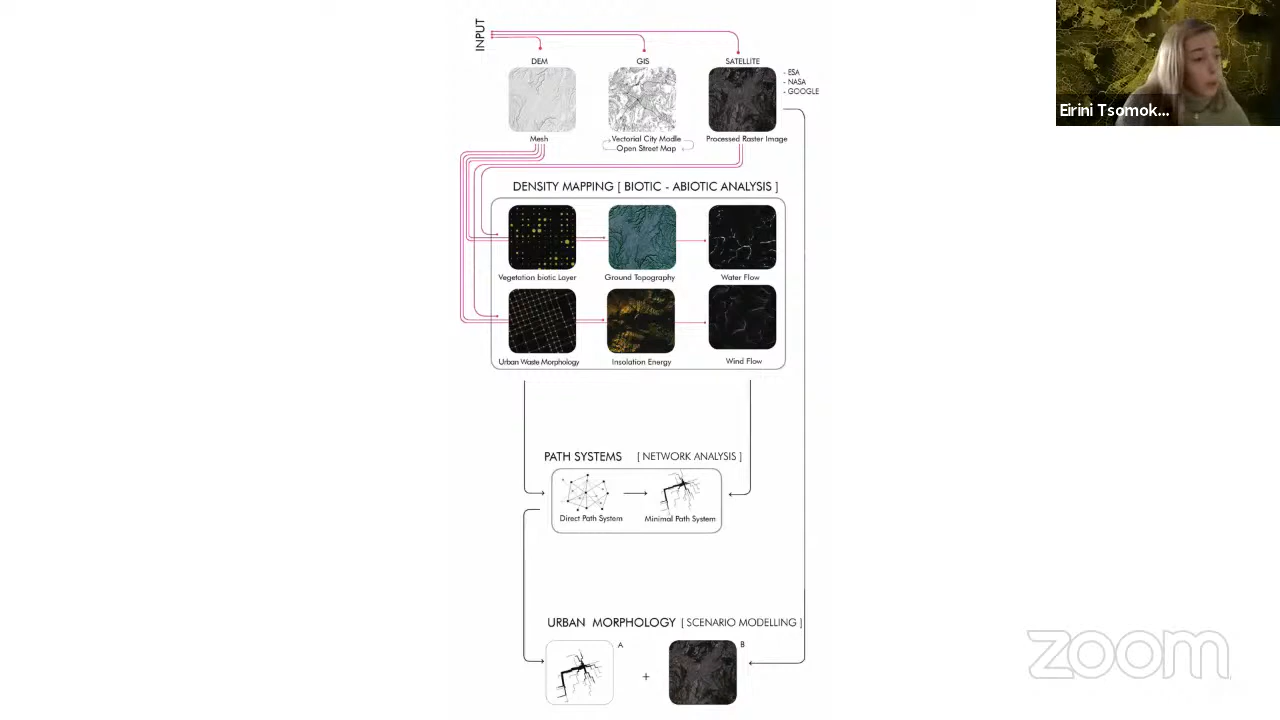 INPUT
DEM
GIS
SATELLITE
- ESA
- NASA
- GOOGLE
Mesh
Vectorial City Modle
Open Street Map
Processed Raster Image
DENSITY MAPPING [ BIOTIC - ABIOTIC ANALYSIS ]
Vegetation biotic Layer
Ground Topography
Water Flow
Urban Waste Morphology
Insolation Energy
Wind Flow
PATH SYSTEMS [ NETWORK ANALYSIS ]
Direct Path System
Minimal Path System
URBAN MORPHOLOGY [ SCENARIO MODELLING ]
A
+
B
Eirini Tsomok...
zoom